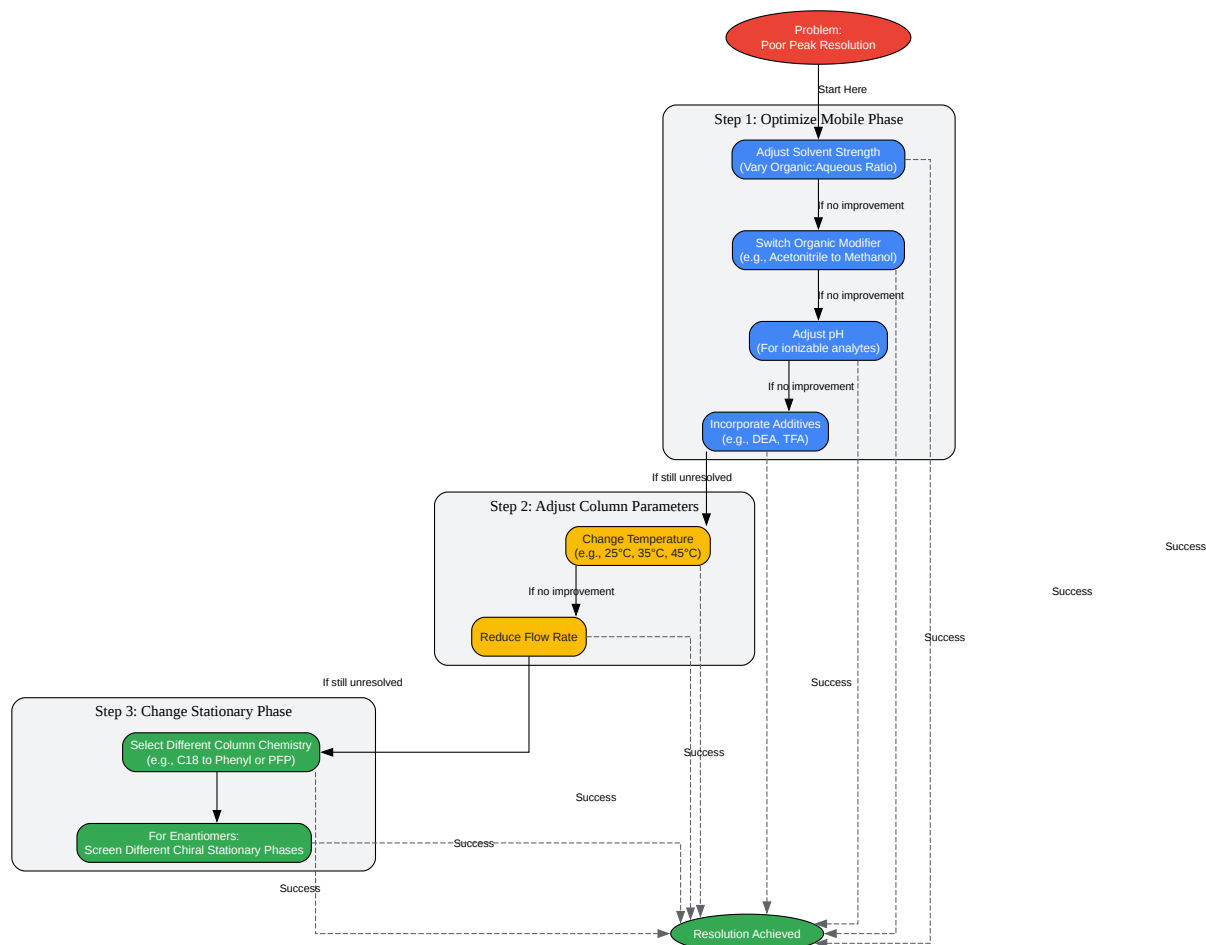 Problem:
Poor Peak Resolution
Start Here
Step 1: Optimize Mobile Phase
Adjust Solvent Strength
(Vary Organic:Aqueous Ratio)
If no improvement
Switch Organic Modifier
(e.g., Acetonitrile to Methanol)
If no improvement
Adjust pH
(For ionizable analytes)
If no improvement
Incorporate Additives
(e.g., DEA, TFA)
If still unresolved
Step 2: Adjust Column Parameters
Change Temperature
(e.g., 25°C, 35°C, 45°C)
Success
If no improvement
Success
Reduce Flow Rate
Success
If still unresolved
Success
Step 3: Change Stationary Phase
Select Different Column Chemistry
(e.g., C18 to Phenyl or PFP)
Success
Success
For Enantiomers:
Screen Different Chiral Stationary Phases
Success
Success
Resolution Achieved